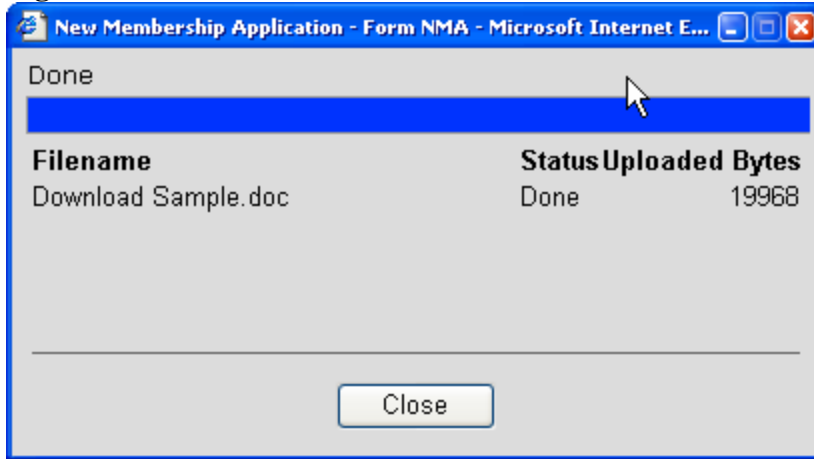 New Membership Application - Form NMA - Microsoft Internet E...
Done
Filename Status Uploaded Bytes
Download Sample.doc Done 19968
Close